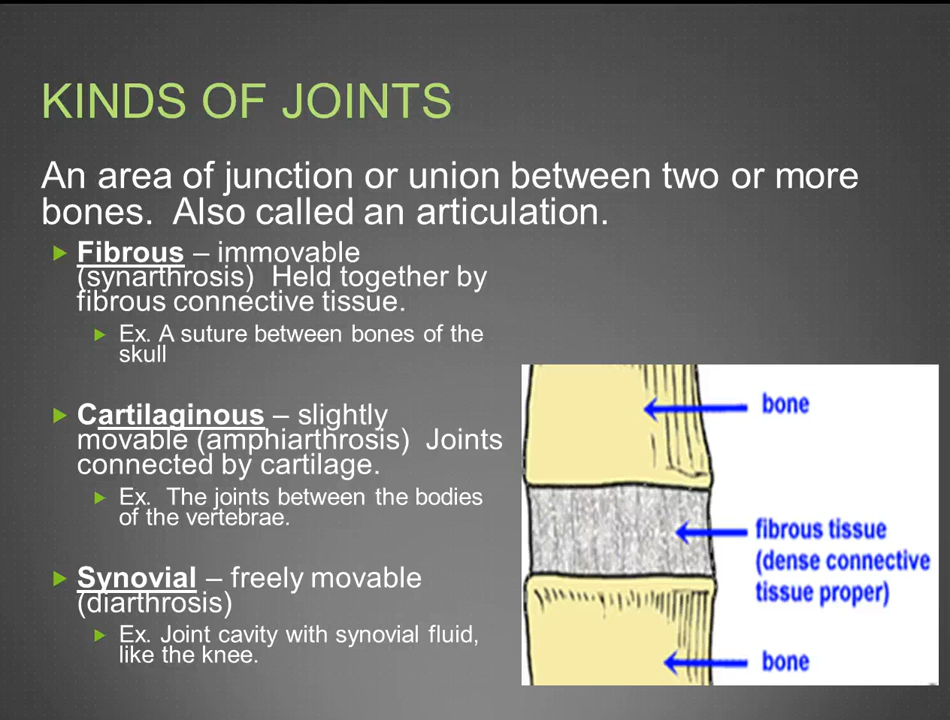 KINDS OF JOINTS
An area of junction or union between two or more
bones.  Also called an articulation.
Fibrous – immovable
(synarthrosis)  Held together by
fibrous connective tissue.
Ex. A suture between bones of the
skull
Cartilaginous – slightly
movable (amphiarthrosis)  Joints
connected by cartilage.
Ex.  The joints between the bodies
of the vertebrae.
Synovial – freely movable
(diarthrosis)
Ex. Joint cavity with synovial fluid,
like the knee.
bone
fibrous tissue
(dense connective
tissue proper)
bone